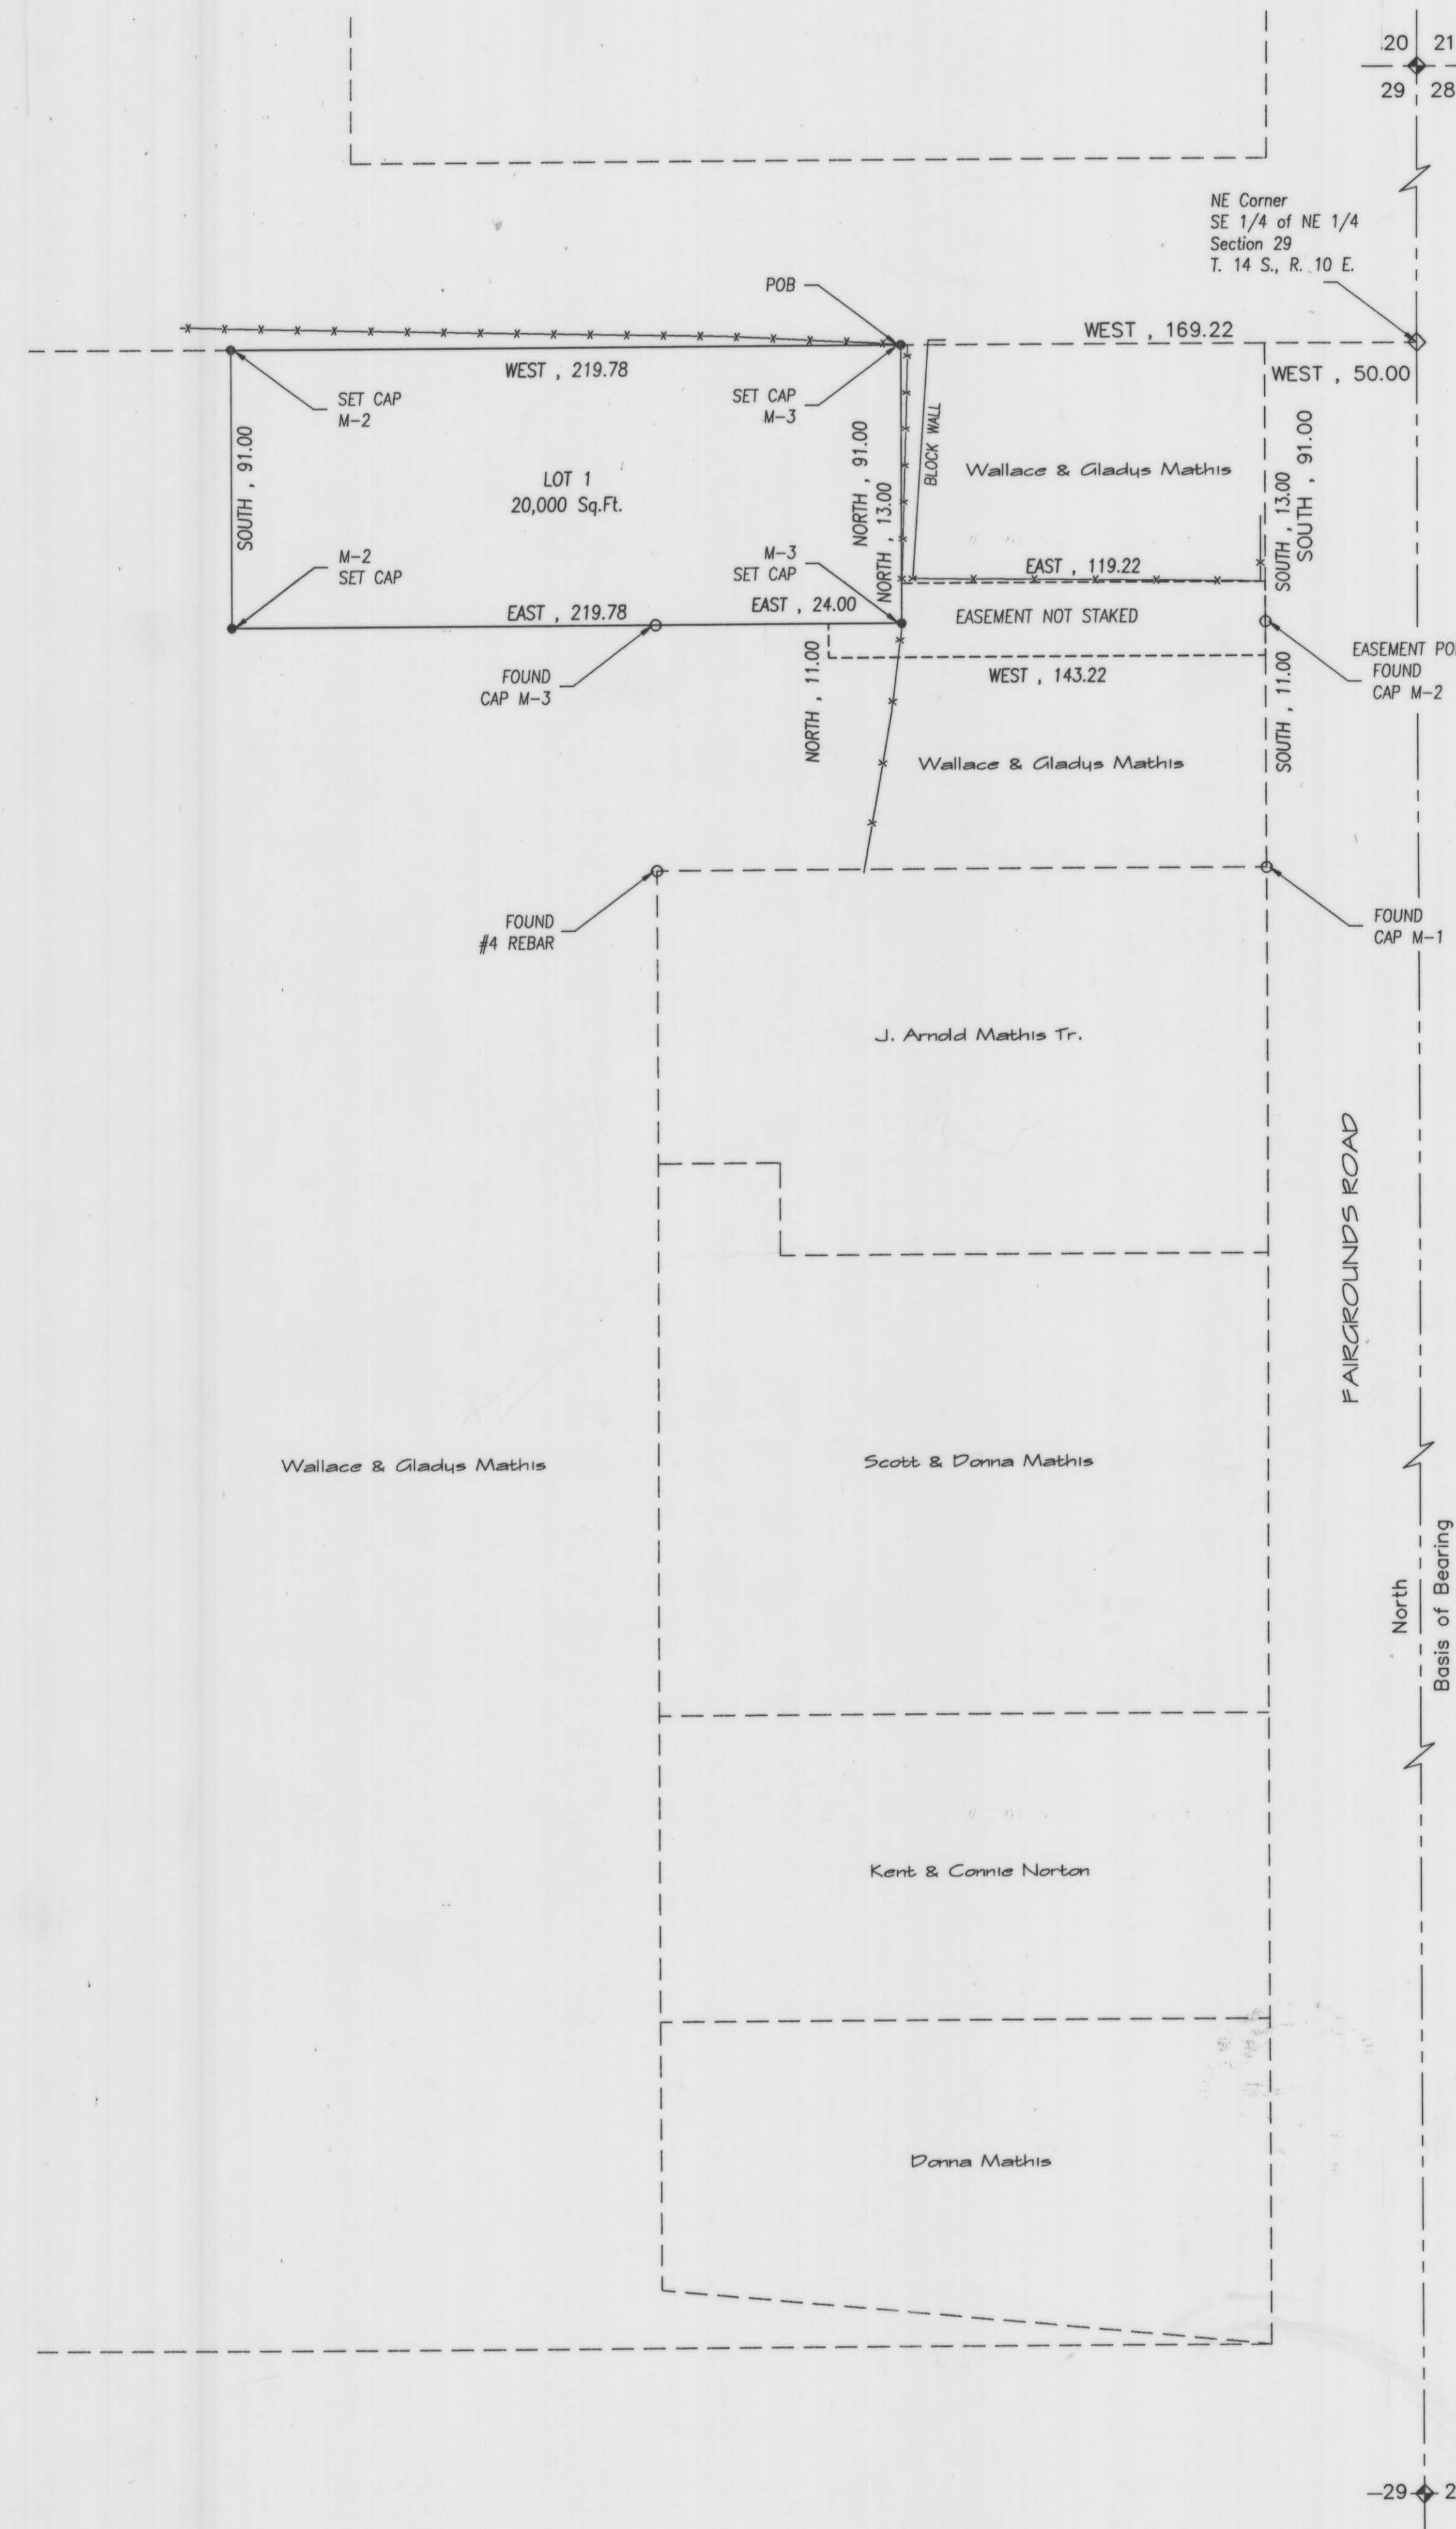 20 21
29 28
NE Corner
SE 1/4 of NE 1/4
Section 29
T. 14 S., R. 10 E.
POB
WEST , 169.22
WEST , 50.00
WEST , 219.78
SET CAP
M-2
SET CAP
M-3
SOUTH , 91.00
LOT 1
20,000 Sq.Ft.
NORTH , 91.00
NORTH , 13.00
BLOCK WALL
Wallace & Gladys Mathis
SOUTH , 13.00
SOUTH , 91.00
M-2
SET CAP
M-3
SET CAP
EAST , 119.22
EAST , 219.78
EAST , 24.00
EASEMENT NOT STAKED
FOUND
CAP M-3
NORTH , 11.00
WEST , 143.22
SOUTH , 11.00
EASEMENT PO
FOUND
CAP M-2
Wallace & Gladys Mathis
FOUND
#4 REBAR
FOUND
CAP M-1
J. Arnold Mathis Tr.
FAIRGROUNDS ROAD
Wallace & Gladys Mathis
Scott & Donna Mathis
North
Basis of Bearing
Kent & Connie Norton
Donna Mathis
29 2